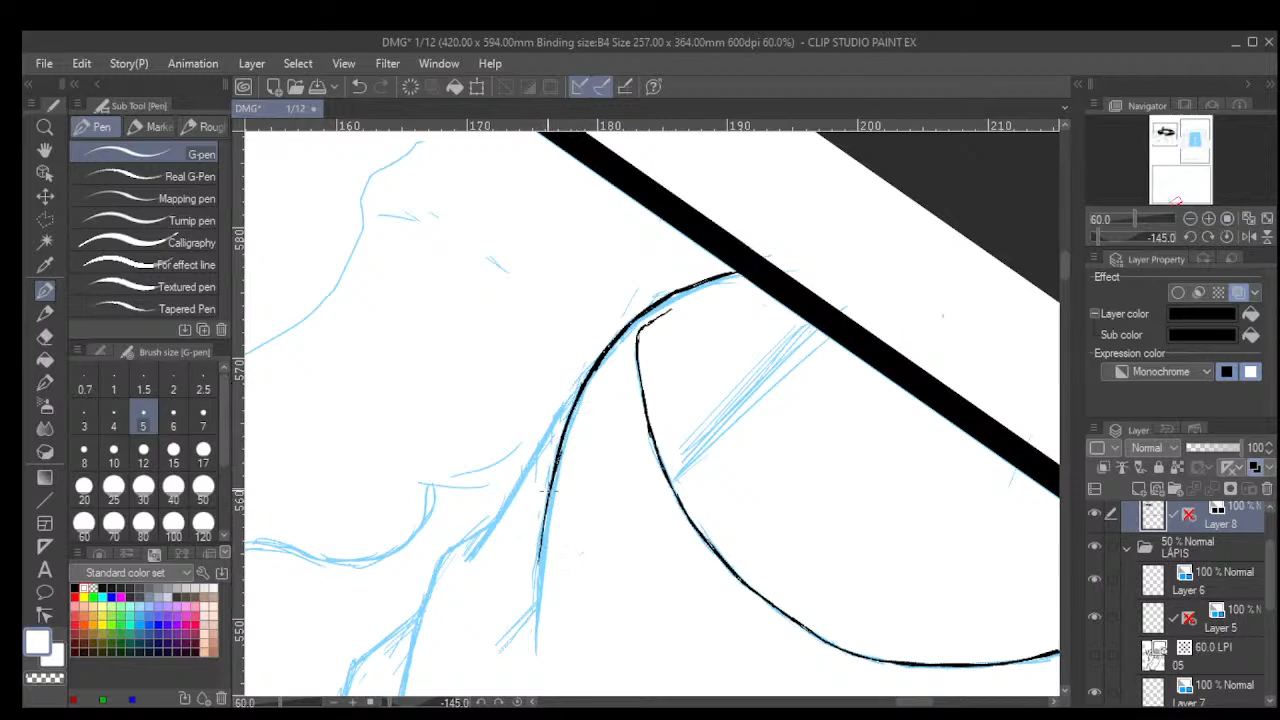 DMG* 1/12 (420.00 x 594.00mm Binding size:B4 Size 257.00 x 364.00mm 600dpi 60.0%) - CLIP STUDIO PAINT EX
File Edit View Story(P) Animation Layer Select View Filter Window Help
Sub Tool [Pen]
DMG* 1/12
Navigator
Pen Marke Roug
160 170 180 190 200 210
G-pen
Real G-Pen
Mapping pen
Turnip pen
Calligraphy
For effect line
Textured pen
Tapered Pen
580
570
560
550
60.0
-145.0
Layer Property
Effect
Layer color
Sub color
Expression color
Monochrome
Brush size [G-pen]
0.7 1 1.5 2 2.5
3 4 5 6 7
8 10 12 15 17
20 25 30 40 50
60 70 80 100 120
Layer
Normal 100
100 % N
Layer 8
50 % Normal
LÁPIS
100 % Normal
Layer 6
100 % N
Layer 5
60.0 LPI
05
100 % Normal
Layer 7
Standard color set
60.0 -145.0